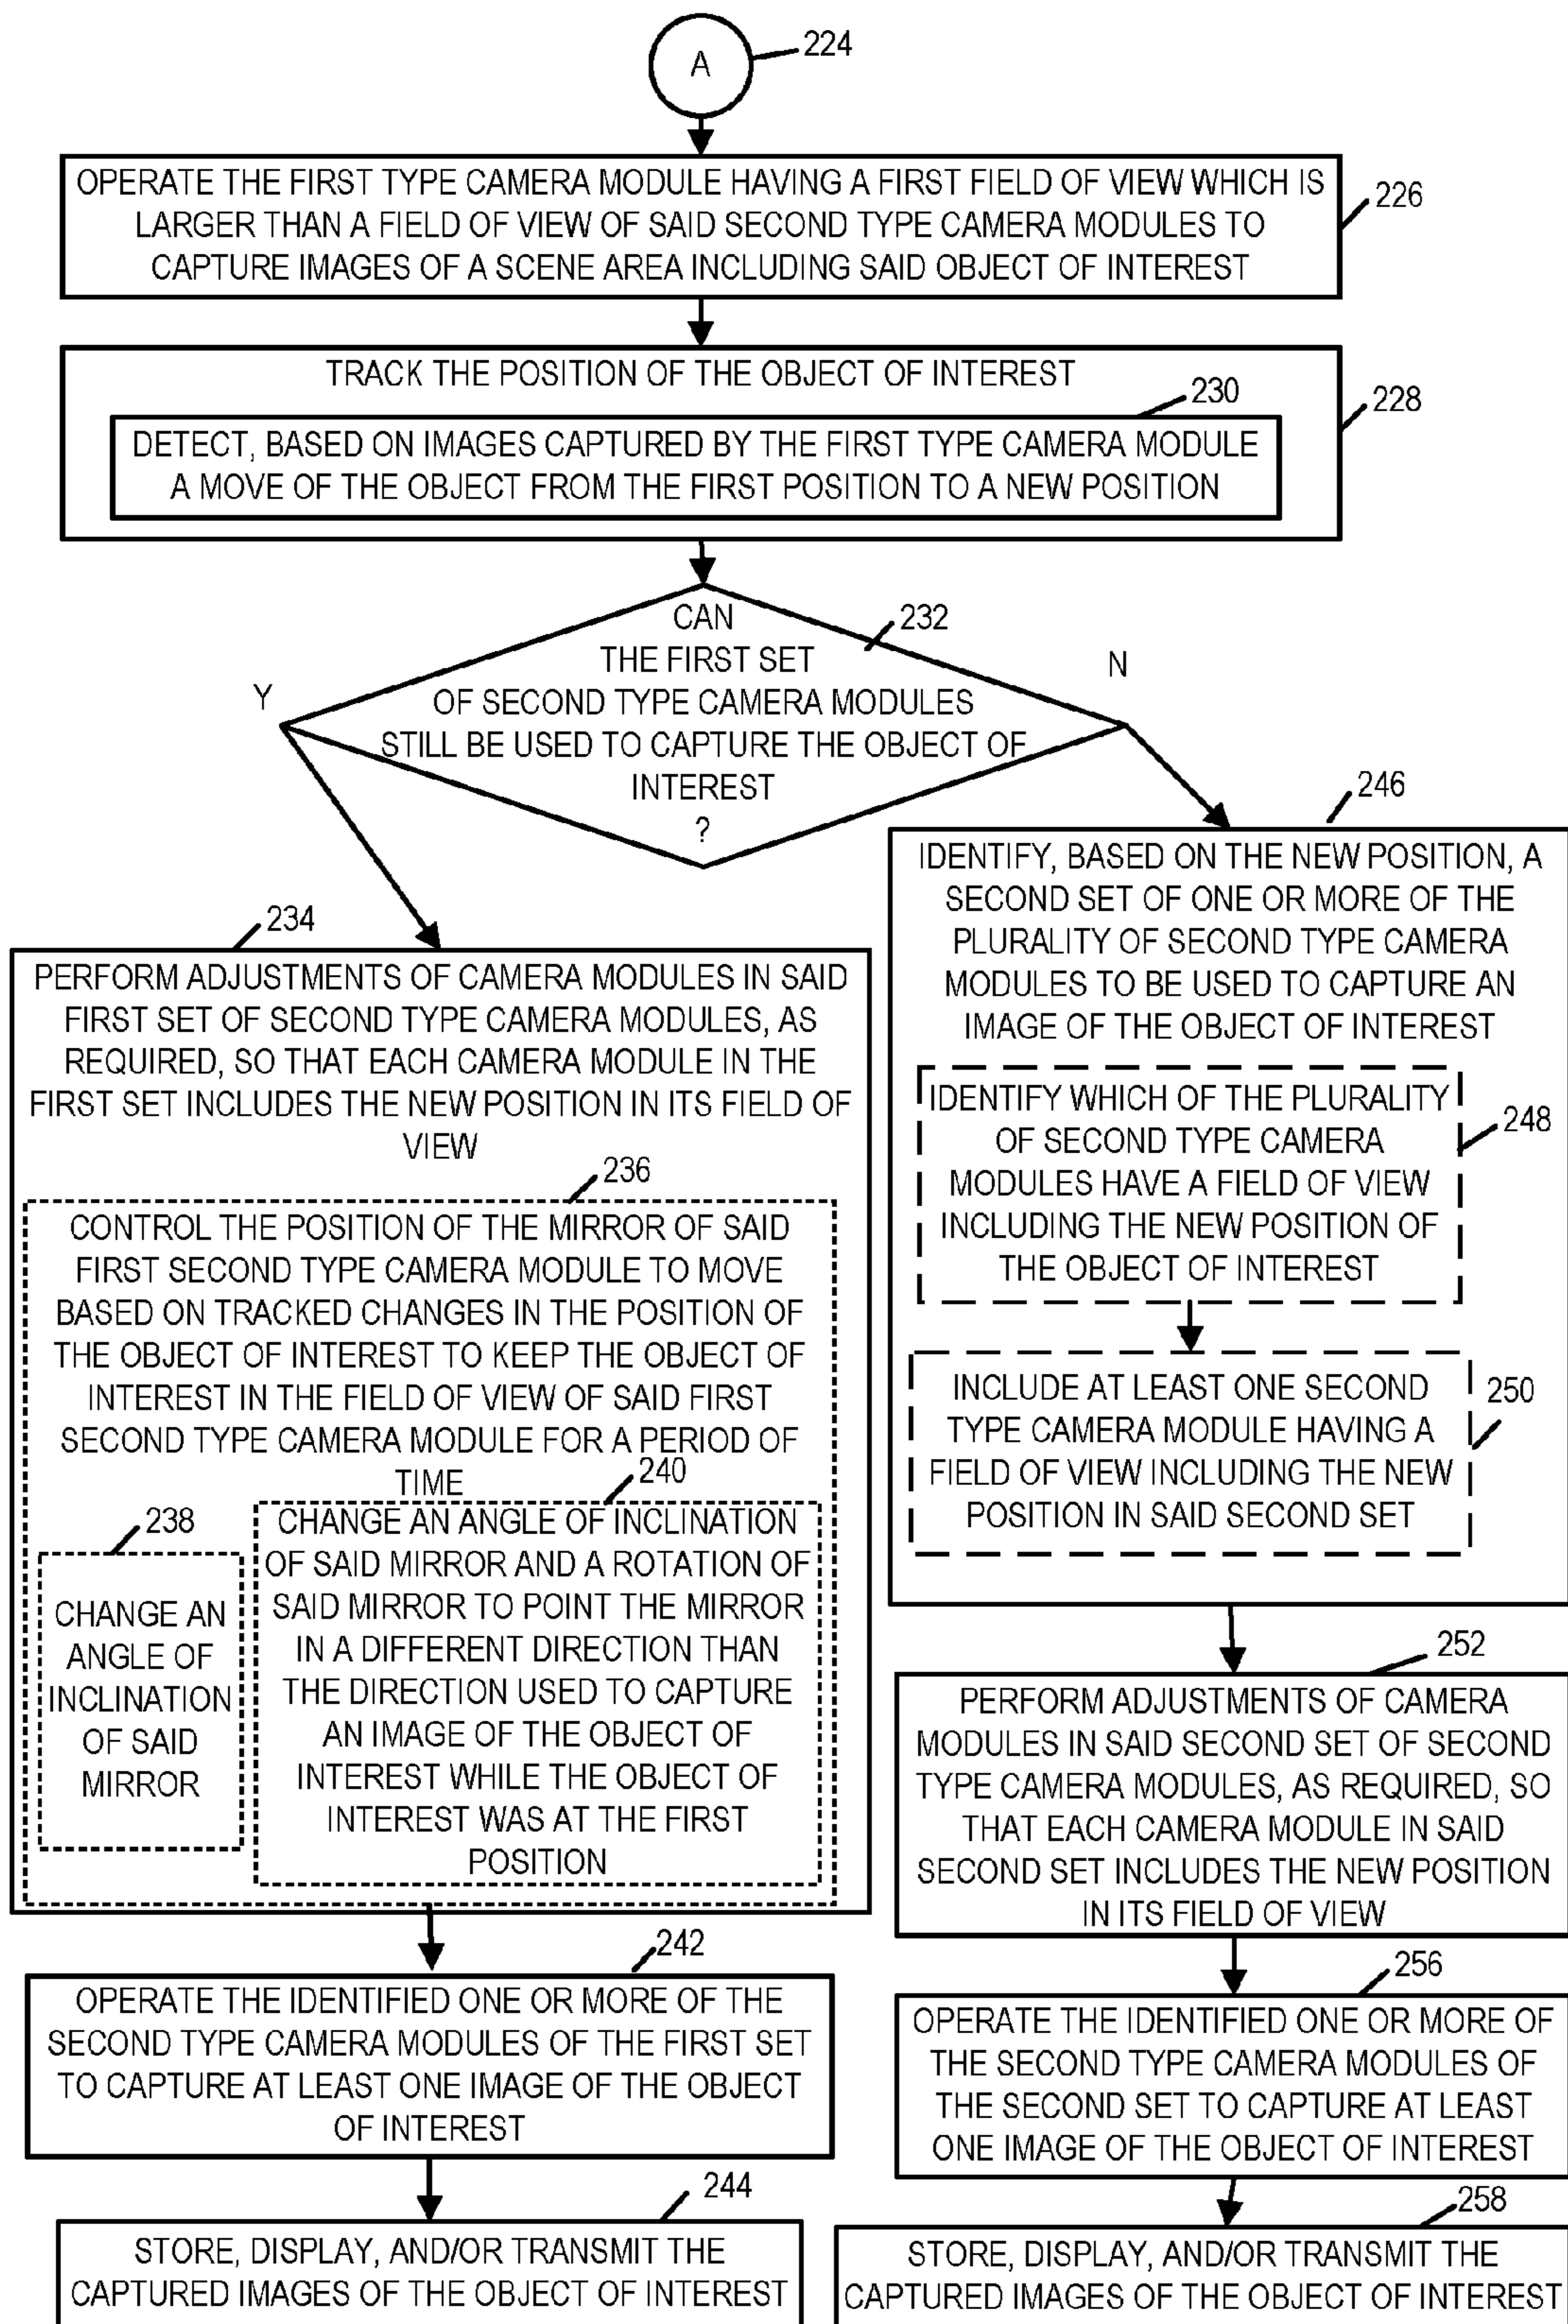 A
224
OPERATE THE FIRST TYPE CAMERA MODULE HAVING A FIRST FIELD OF VIEW WHICH IS
LARGER THAN A FIELD OF VIEW OF SAID SECOND TYPE CAMERA MODULES TO
CAPTURE IMAGES OF A SCENE AREA INCLUDING SAID OBJECT OF INTEREST
226
TRACK THE POSITION OF THE OBJECT OF INTEREST
230
228
DETECT, BASED ON IMAGES CAPTURED BY THE FIRST TYPE CAMERA MODULE
A MOVE OF THE OBJECT FROM THE FIRST POSITION TO A NEW POSITION
CAN
THE FIRST SET
OF SECOND TYPE CAMERA MODULES
STILL BE USED TO CAPTURE THE OBJECT OF
INTEREST
?
232
Y
N
234
PERFORM ADJUSTMENTS OF CAMERA MODULES IN SAID
FIRST SET OF SECOND TYPE CAMERA MODULES, AS
REQUIRED, SO THAT EACH CAMERA MODULE IN THE
FIRST SET INCLUDES THE NEW POSITION IN ITS FIELD OF
VIEW
236
CONTROL THE POSITION OF THE MIRROR OF SAID
FIRST SECOND TYPE CAMERA MODULE TO MOVE
BASED ON TRACKED CHANGES IN THE POSITION OF
THE OBJECT OF INTEREST TO KEEP THE OBJECT OF
INTEREST IN THE FIELD OF VIEW OF SAID FIRST
SECOND TYPE CAMERA MODULE FOR A PERIOD OF
TIME
238
CHANGE AN
ANGLE OF
INCLINATION
OF SAID
MIRROR
240
CHANGE AN ANGLE OF INCLINATION
OF SAID MIRROR AND A ROTATION OF
SAID MIRROR TO POINT THE MIRROR
IN A DIFFERENT DIRECTION THAN
THE DIRECTION USED TO CAPTURE
AN IMAGE OF THE OBJECT OF
INTEREST WHILE THE OBJECT OF
INTEREST WAS AT THE FIRST
POSITION
242
OPERATE THE IDENTIFIED ONE OR MORE OF THE
SECOND TYPE CAMERA MODULES OF THE FIRST SET
TO CAPTURE AT LEAST ONE IMAGE OF THE OBJECT
OF INTEREST
244
STORE, DISPLAY, AND/OR TRANSMIT THE
CAPTURED IMAGES OF THE OBJECT OF INTEREST
246
IDENTIFY, BASED ON THE NEW POSITION, A
SECOND SET OF ONE OR MORE OF THE
PLURALITY OF SECOND TYPE CAMERA
MODULES TO BE USED TO CAPTURE AN
IMAGE OF THE OBJECT OF INTEREST
IDENTIFY WHICH OF THE PLURALITY
OF SECOND TYPE CAMERA
MODULES HAVE A FIELD OF VIEW
INCLUDING THE NEW POSITION OF
THE OBJECT OF INTEREST
248
INCLUDE AT LEAST ONE SECOND
TYPE CAMERA MODULE HAVING A
FIELD OF VIEW INCLUDING THE NEW
POSITION IN SAID SECOND SET
250
252
PERFORM ADJUSTMENTS OF CAMERA
MODULES IN SAID SECOND SET OF SECOND
TYPE CAMERA MODULES, AS REQUIRED, SO
THAT EACH CAMERA MODULE IN SAID
SECOND SET INCLUDES THE NEW POSITION
IN ITS FIELD OF VIEW
256
OPERATE THE IDENTIFIED ONE OR MORE OF
THE SECOND TYPE CAMERA MODULES OF
THE SECOND SET TO CAPTURE AT LEAST
ONE IMAGE OF THE OBJECT OF INTEREST
258
STORE, DISPLAY, AND/OR TRANSMIT THE
CAPTURED IMAGES OF THE OBJECT OF INTEREST